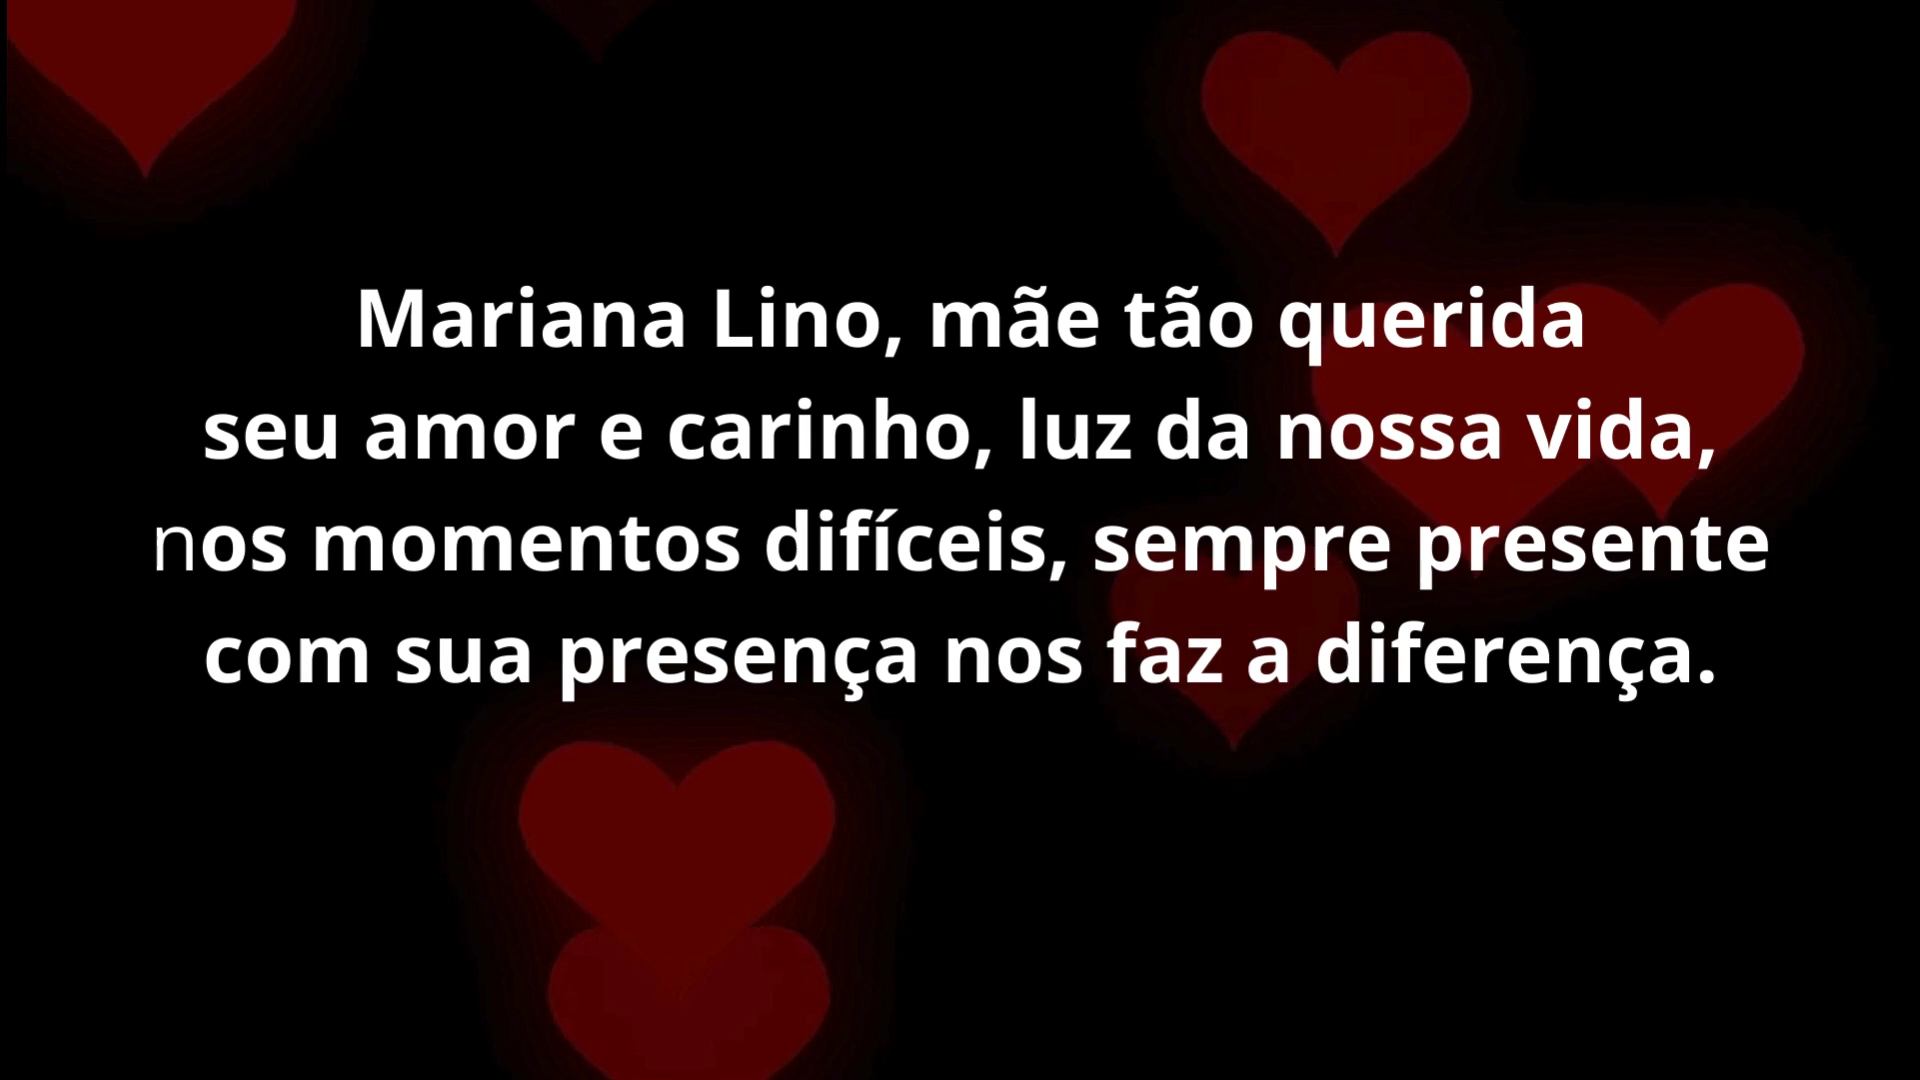 Mariana Lino, mãe tão querida
seu amor e carinho, luz da nossa vida,
nos momentos difíceis, sempre presente
com sua presença nos faz a diferença.